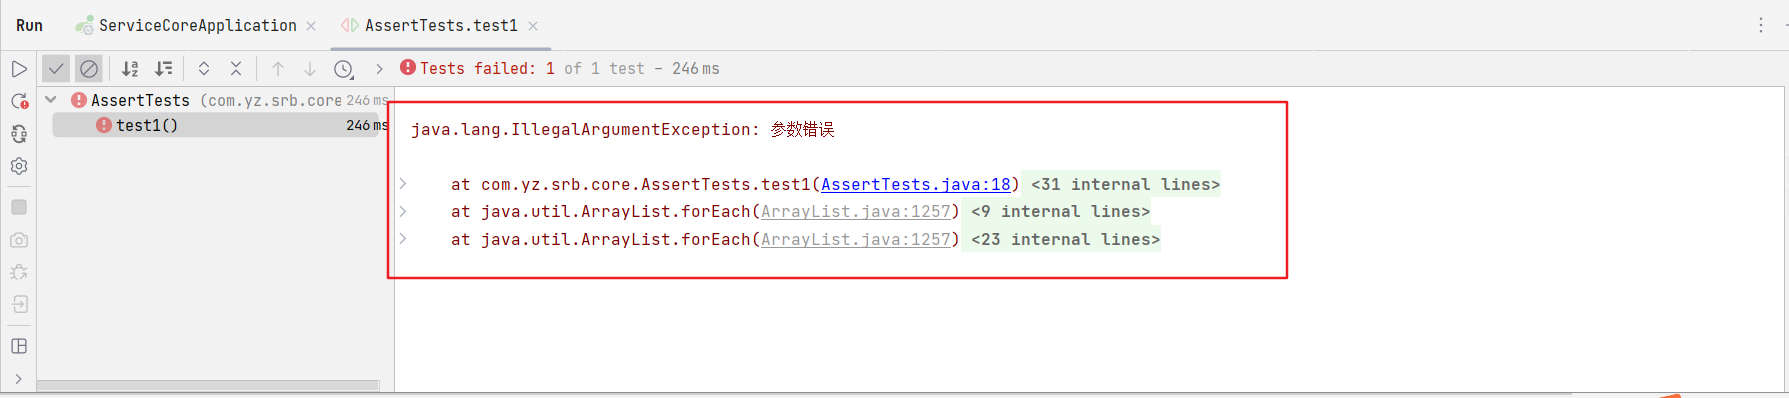 Run ServiceCoreApplication AssertTests.test1
Tests failed: 1 of 1 test – 246 ms
AssertTests (com.yz.srb.core 246 ms
test1() 246 ms
java.lang.IllegalArgumentException: 参数错误
at com.yz.srb.core.AssertTests.test1(AssertTests.java:18) <31 internal lines>
at java.util.ArrayList.forEach(ArrayList.java:1257) <9 internal lines>
at java.util.ArrayList.forEach(ArrayList.java:1257) <23 internal lines>